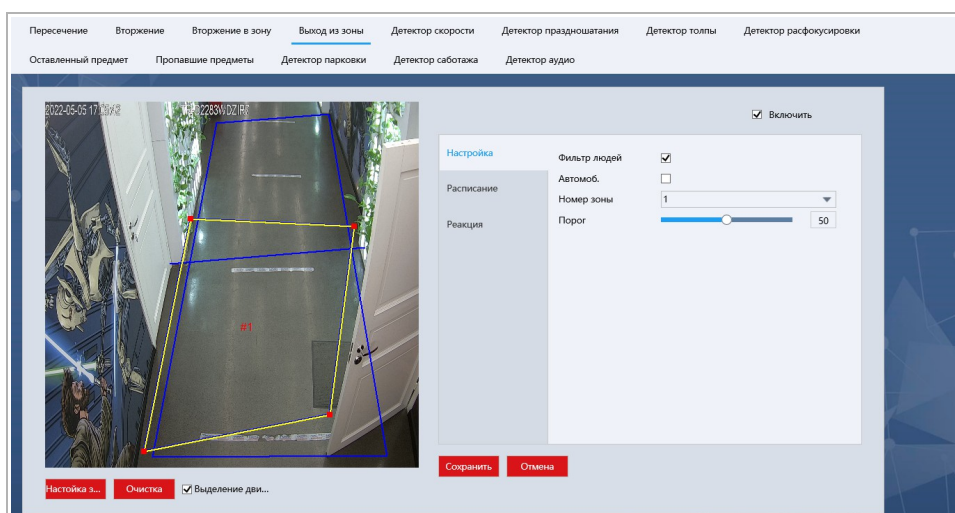 Пересечение Вторжение Вторжение в зону Выход из зоны Детектор скорости Детектор праздношатания Детектор толпы Детектор расфокусировки
Оставленный предмет Пропавшие предметы Детектор парковки Детектор саботажа Детектор аудио
2022-05-05 17
Включить
Настройка
Фильтр людей
Автомоб.
Расписание
Номер зоны 1
Реакция
Порог 50
#1
Сохранить Отмена
Настойка з... Очистка Выделение дви...